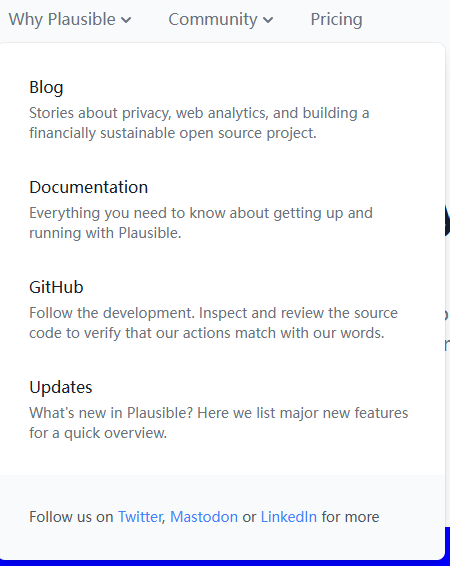 Why Plausible Community Pricing
Blog
Stories about privacy, web analytics, and building a
financially sustainable open source project.
Documentation
Everything you need to know about getting up and
running with Plausible.
GitHub
Follow the development. Inspect and review the source
code to verify that our actions match with our words.
Updates
What's new in Plausible? Here we list major new features
for a quick overview.
Follow us on Twitter, Mastodon or LinkedIn for more